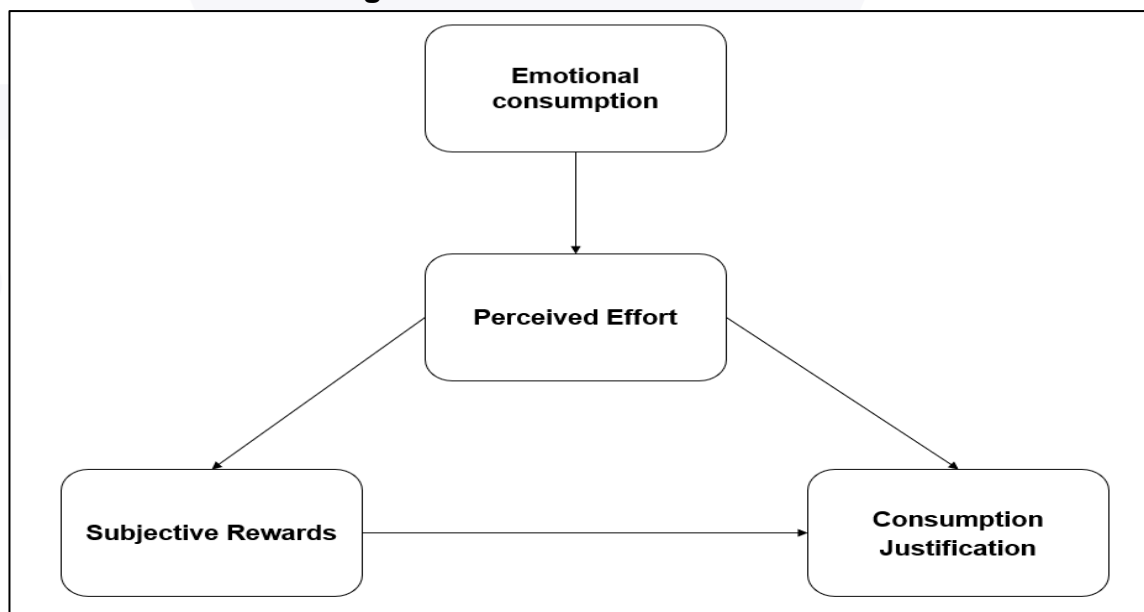 Emotional
consumption
Perceived Effort
Subjective Rewards
Consumption
Justification